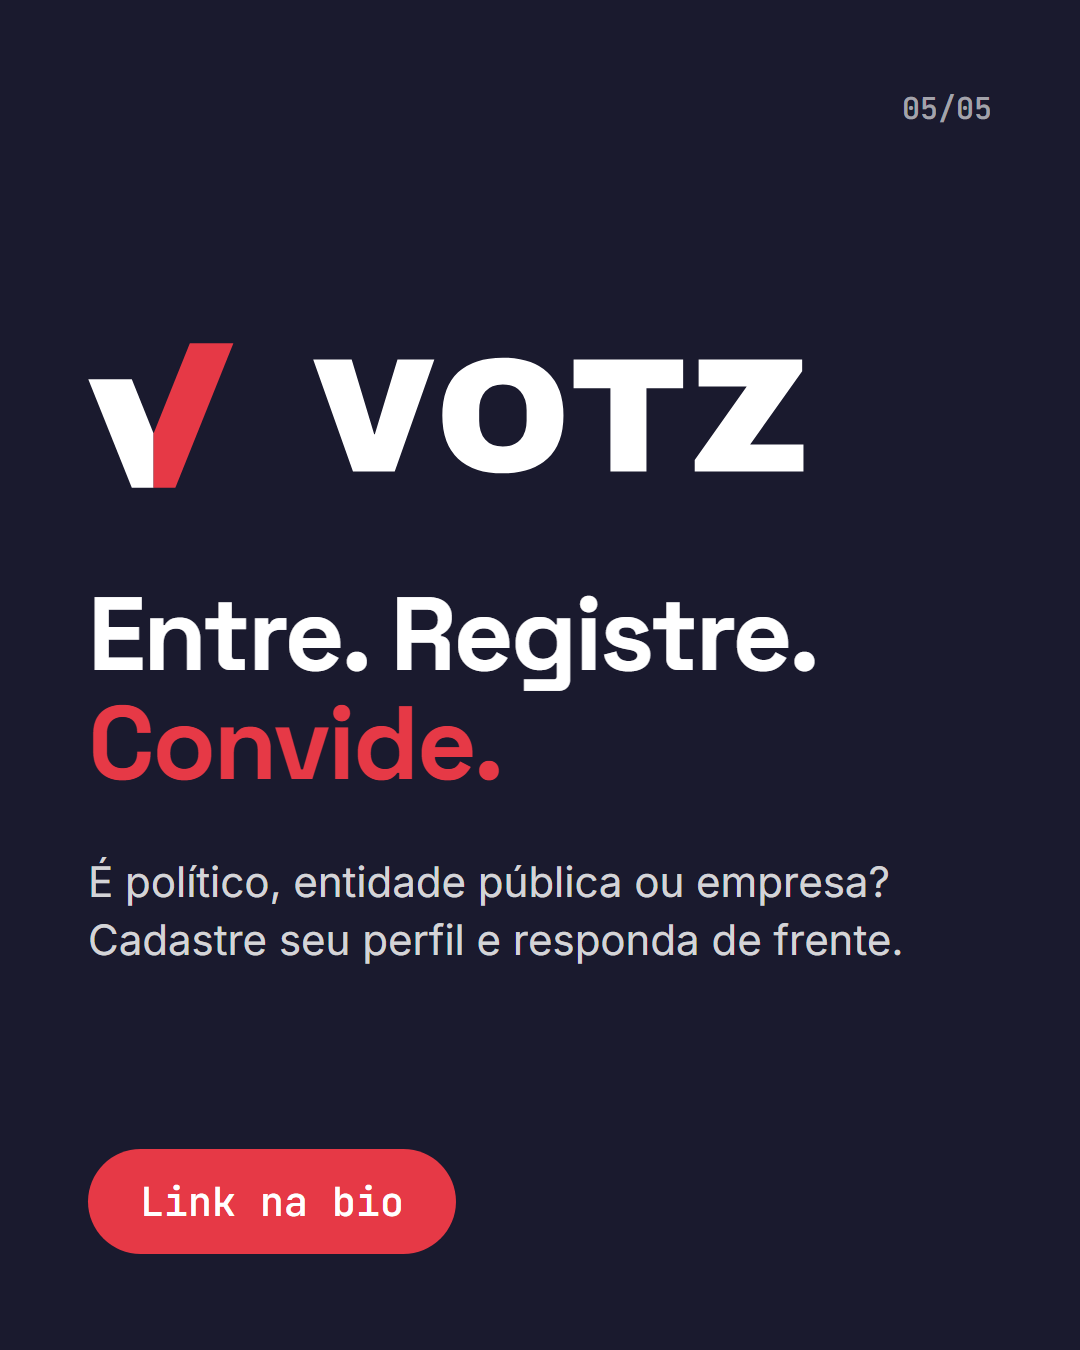 05/05
VOTZ
Entre. Registre.
Convide.
É político, entidade pública ou empresa?
Cadastre seu perfil e responda de frente.
Link na bio